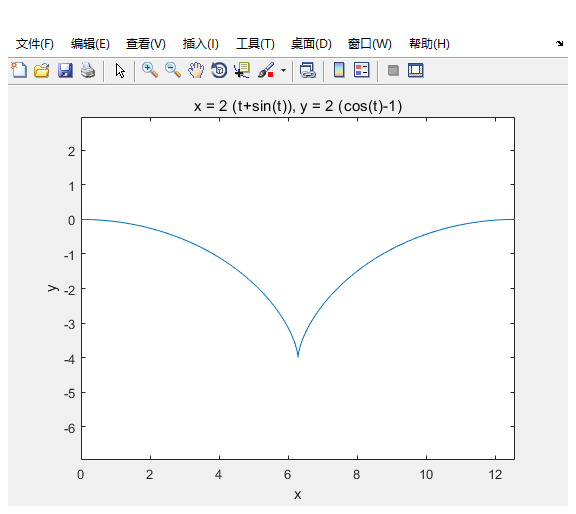 文件(F) 编辑(E) 查看(V) 插入(I) 工具(T) 桌面(D) 窗口(W) 帮助(H)
x = 2 (t+sin(t)), y = 2 (cos(t)-1)
2
1
0
-1
-2
-3
-4
-5
-6
y
0 2 4 6 8 10 12
x